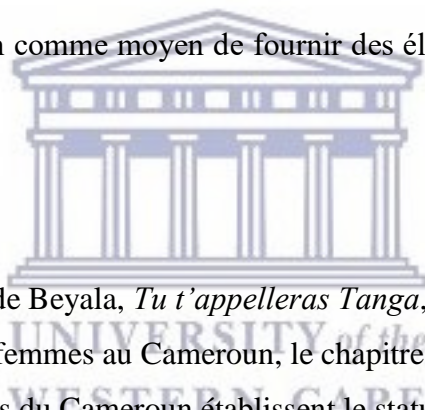 n comme moyen de fournir des él
de Beyala, Tu t'appelleras Tanga,
UNIVERSITY of the
femmes au Cameroun, le chapitre
WESTERN CAPE
s du Cameroun établissent le statu